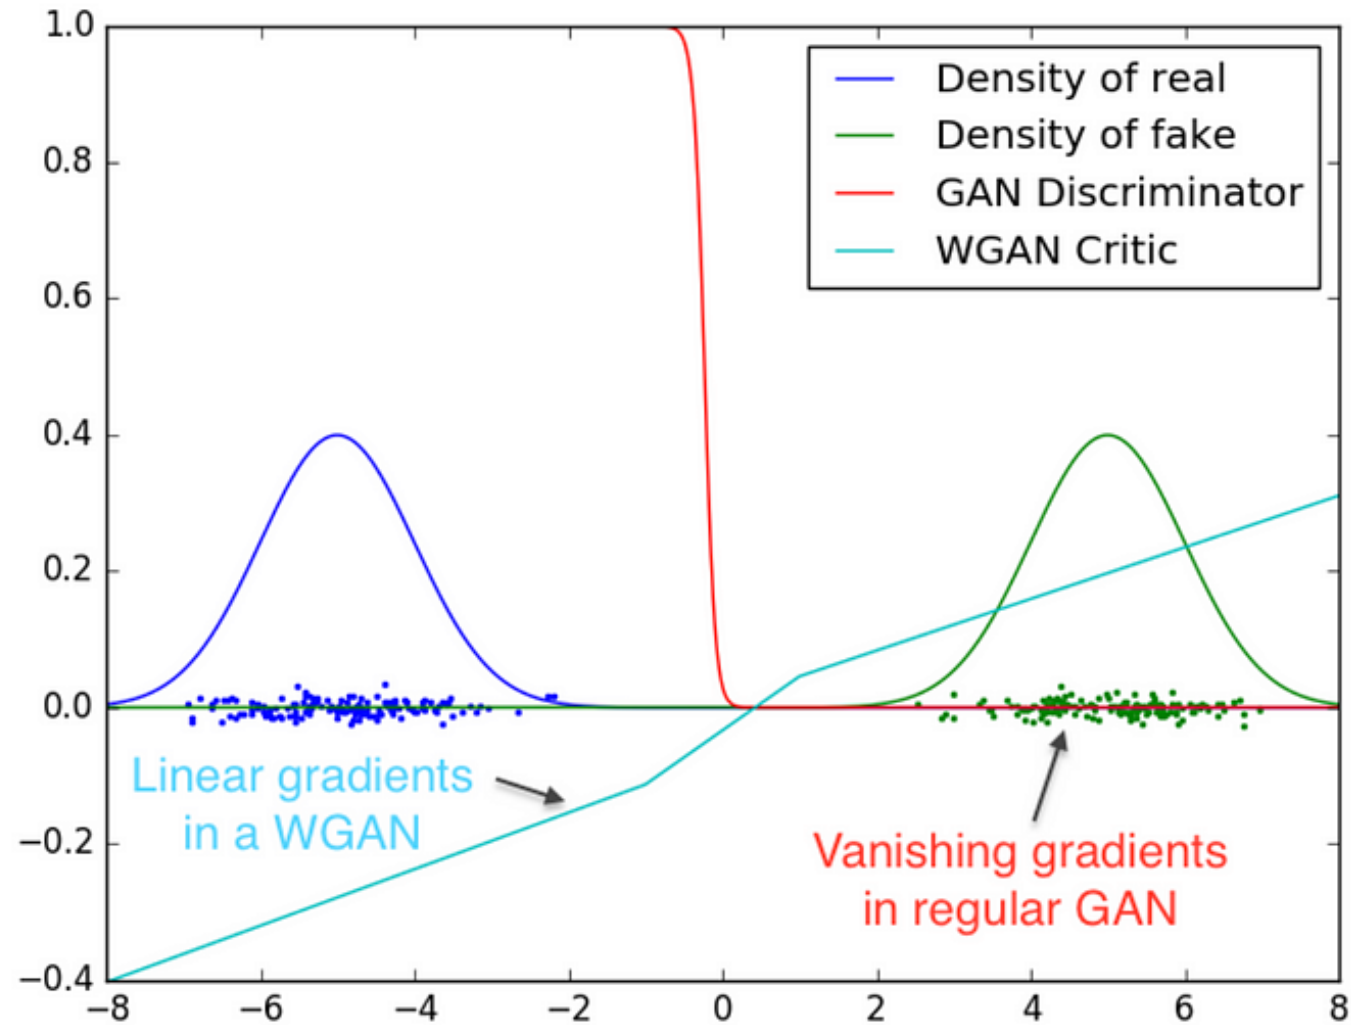 1.0
0.8
0.6
0.4
0.2
0.0
−0.2
−0.4
−8
−6
−4
−2
0
2
4
6
8
Density of real
Density of fake
GAN Discriminator
WGAN Critic
Linear gradients
in a WGAN
Vanishing gradients
in regular GAN